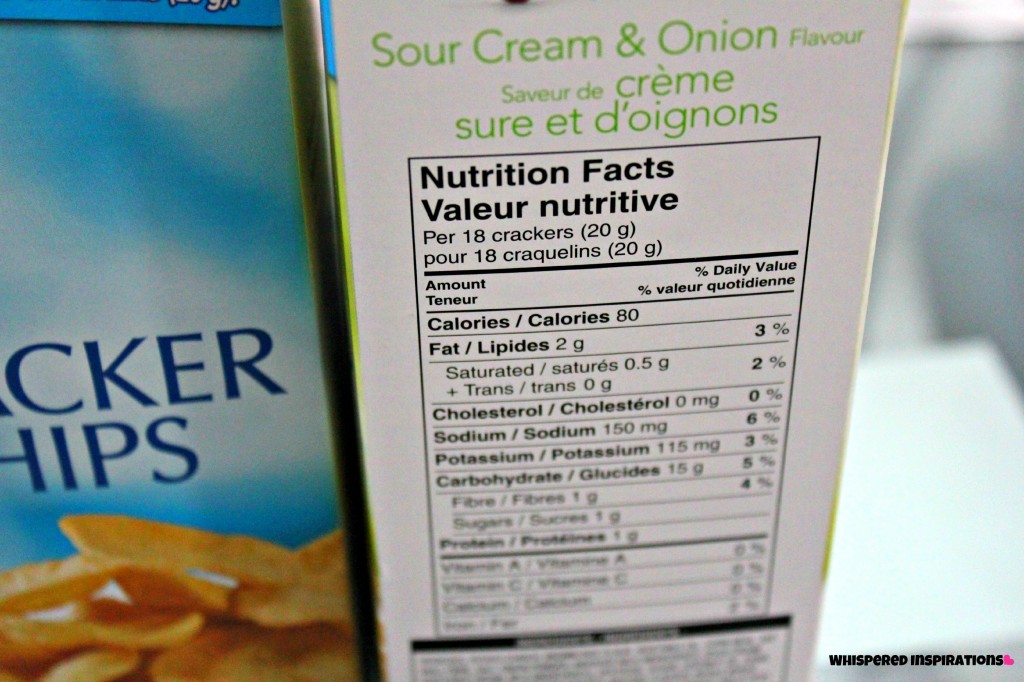 Sour Cream & Onion Flavour
Saveur de crème
sure et d'oignons
Nutrition Facts
Valeur nutritive
Per 18 crackers (20 g)
pour 18 craquelins (20 g)
Amount % Daily Value
Teneur % valeur quotidienne
Calories / Calories 80
Fat / Lipides 2 g 3 %
Saturated / saturés 0.5 g 2 %
+ Trans / trans 0 g
Cholesterol / Cholestérol 0 mg 0 %
Sodium / Sodium 150 mg 6 %
Potassium / Potassium 115 mg 3 %
Carbohydrate / Glucides 15 g 5 %
Fibre / Fibres 1 g 4 %
Sugars / Sucres 1 g
Protein / Protéines 1 g
Vitamin A / Vitamine A 0 %
Vitamin C / Vitamine C 0 %
Calcium / Calcium
Iron / Fer
ACKER
HIPS
WHISPERED INSPIRATIONS